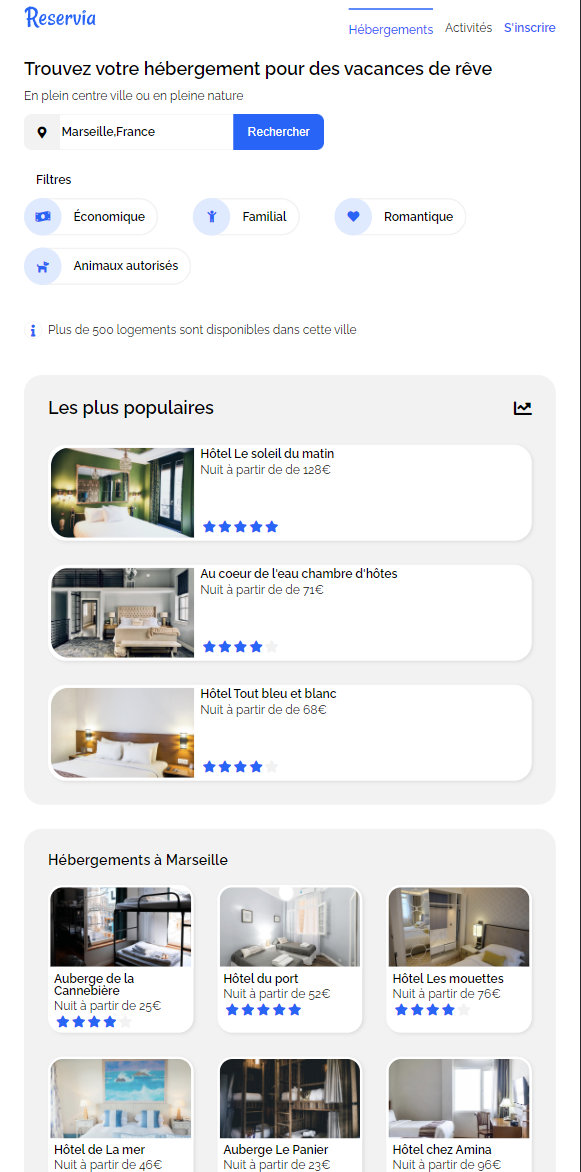 Reservia
Hébergements
Activités
S'inscrire
Trouvez votre hébergement pour des vacances de rêve
En plein centre ville ou en pleine nature
Marseille,France
Rechercher
Filtres
Économique
Familial
Romantique
Animaux autorisés
Plus de 500 logements sont disponibles dans cette ville
Les plus populaires
Hôtel Le soleil du matin
Nuit à partir de de 128€
Au coeur de l'eau chambre d'hôtes
Nuit à partir de de 71€
Hôtel Tout bleu et blanc
Nuit à partir de de 68€
Hébergements à Marseille
Auberge de la
Cannebière
Nuit à partir de 25€
Hôtel du port
Nuit à partir de 52€
Hôtel Les mouettes
Nuit à partir de 76€
Hôtel de La mer
Nuit à partir de 46€
Auberge Le Panier
Nuit à partir de 23€
Hôtel chez Amina
Nuit à partir de 96€